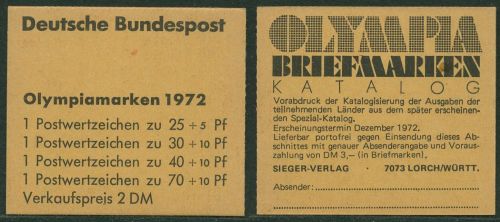 Deutsche Bundespost
Olympiamarken 1972
1 Postwertzeichen zu 25 + 5 Pf
1 Postwertzeichen zu 30 + 10 Pf
1 Postwertzeichen zu 40 + 10 Pf
1 Postwertzeichen zu 70 + 10 Pf
Verkaufspreis 2 DM
OLYMPIA
BRIEFMARKEN
KATALOG
Vorabdruck der Katalogisierung der Ausgaben der
teilnehmenden Länder aus dem später erscheinen-
den Spezial-Katalog.
Erscheinungstermin Dezember 1972.
Lieferbar portofrei gegen Einsendung dieses Ab-
schnittes mit genauer Absenderangabe und Voraus-
zahlung von DM 3,— (in Briefmarken).
SIEGER-VERLAG · 7073 LORCH/WÜRTT.
Absender: